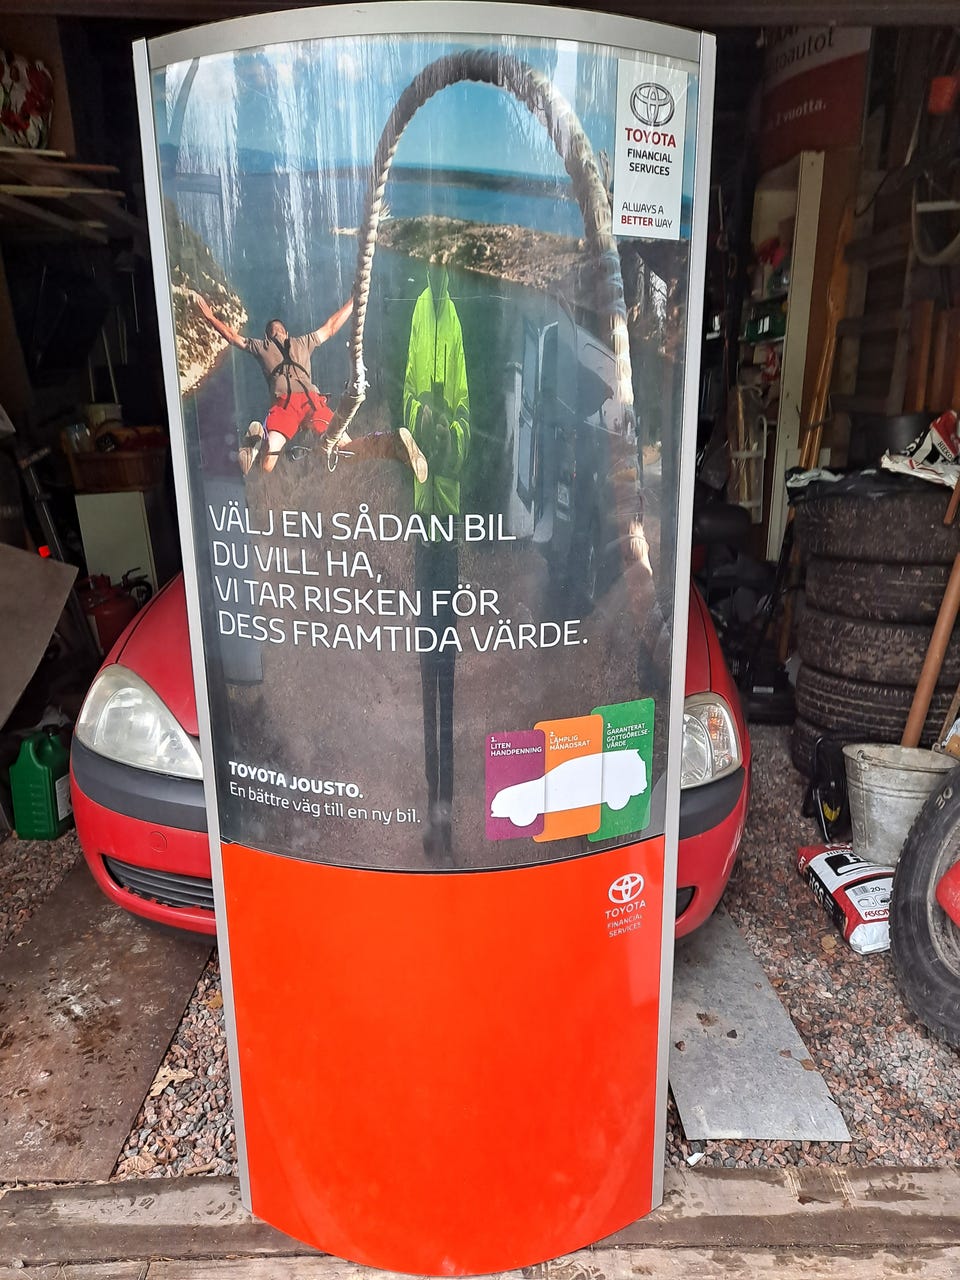 TOYOTA
FINANCIAL
SERVICES
ALWAYS A
BETTER WAY
VÄLJ EN SÅDAN BIL
DU VILL HA,
VI TAR RISKEN FÖR
DESS FRAMTIDA VÄRDE.
1.
LITEN
HANDPENNING
2.
LÄMPLIG
MÅNADSRAT
3.
GARANTERAT
GOTTGÖRELSE-
VÄRDE
TOYOTA JOUSTO.
En bättre väg till en ny bil.
TOYOTA
FINANCIAL
SERVICES
vuotta.
20kg